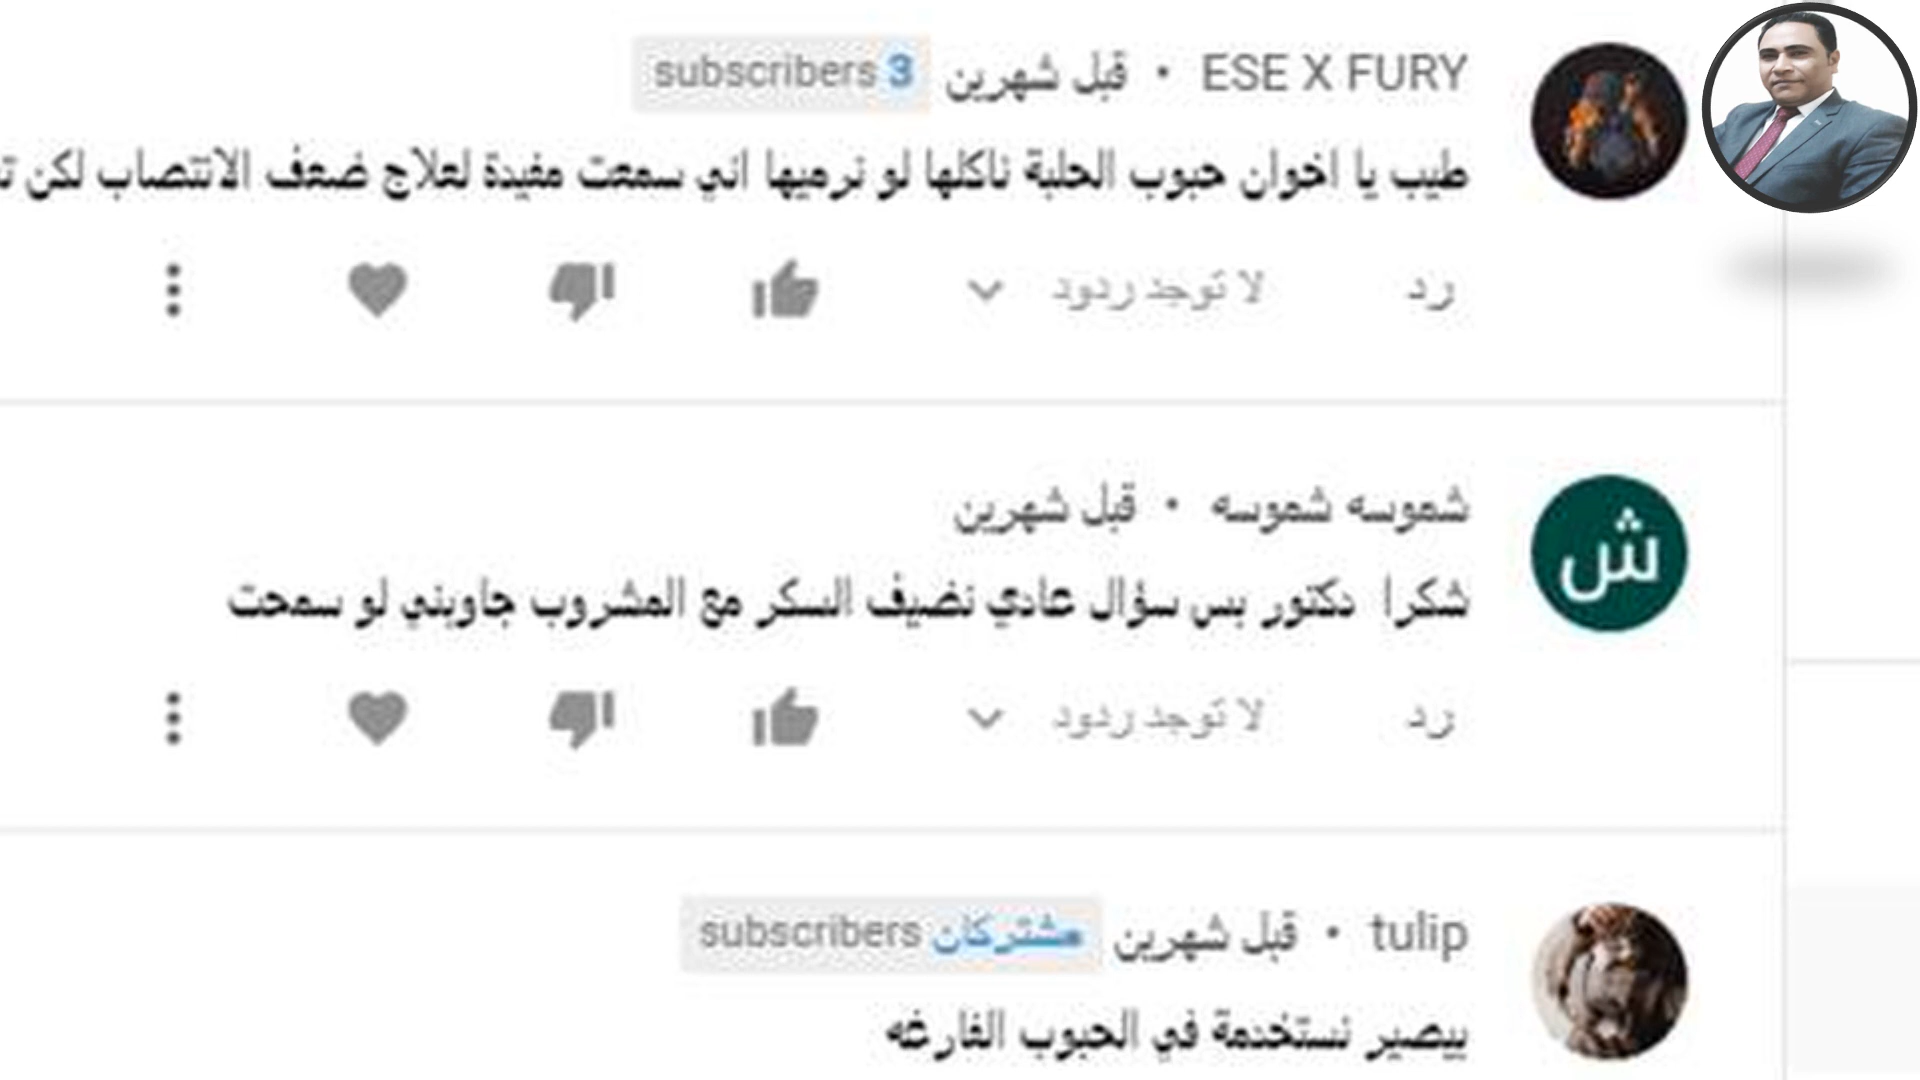 ESE X FURY • قبل شهرين 3 subscribers
طيب يا اخوان حبوب الحلبة ناكلها لو نرميها اني سمعت مفيدة لعلاج ضعف الانتصاب لكن
رد لا توجد ردود
شموسه شموسه • قبل شهرين
ش
شكرا دكتور بس سؤال عادي نضيف السكر مع المشروب جاوبني لو سمحت
رد لا توجد ردود
tulip • قبل شهرين مشتركان subscribers
بيصير نستخدمة في الحبوب الفارغه